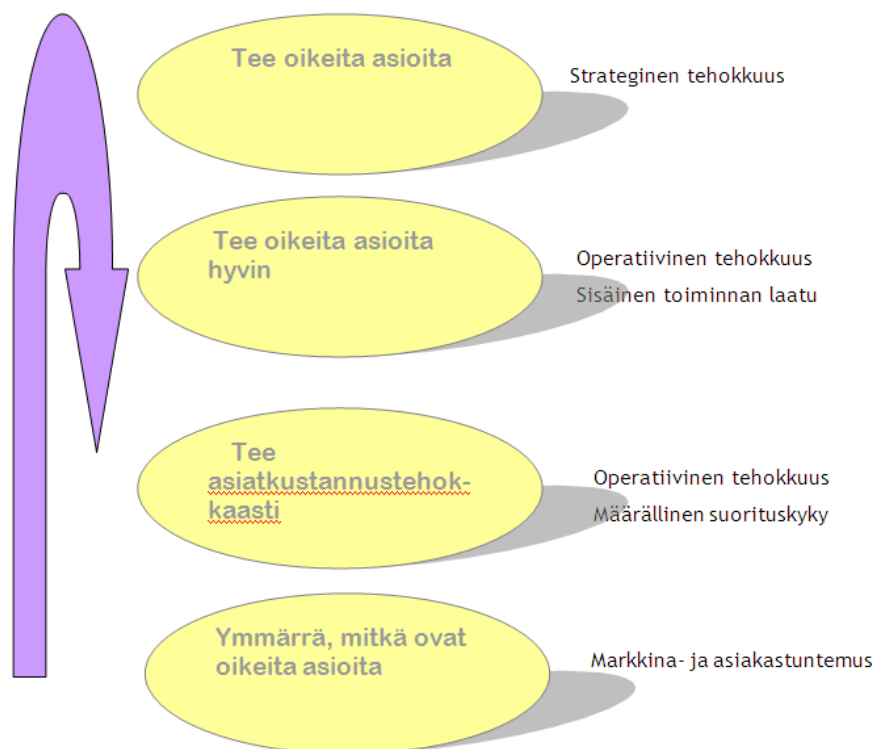 Tee oikeita asioita
Strateginen tehokkuus
Tee oikeita asioita
hyvin
Operatiivinen tehokkuus
Sisäinen toiminnan laatu
Tee
asiatkustannustehok-
kaasti
Operatiivinen tehokkuus
Määrällinen suorituskyky
Ymmärrä, mitkä ovat
oikeita asioita
Markkina- ja asiakastuntemus